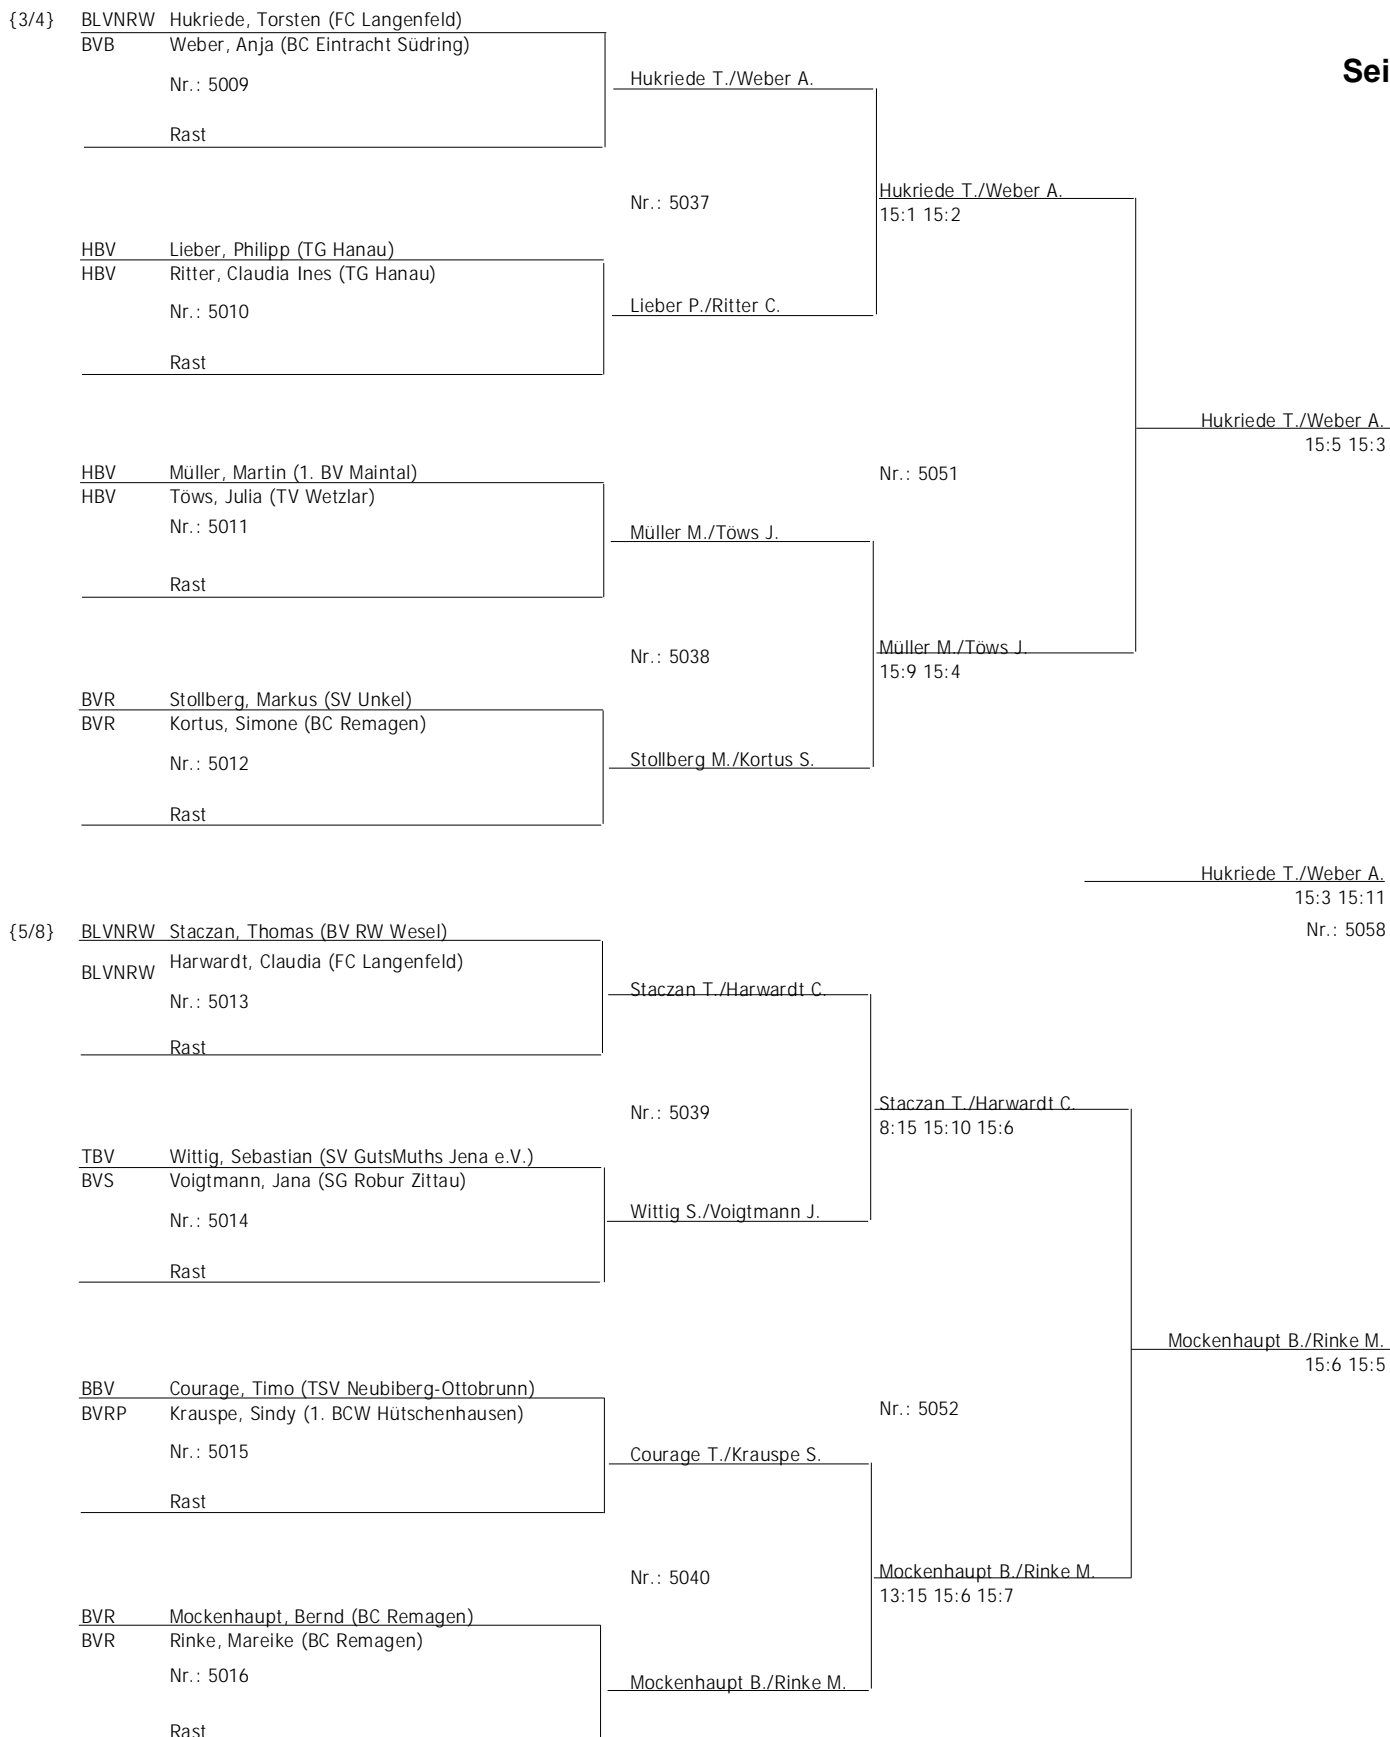 {3/4} BLVNRW Hukriede, Torsten (FC Langenfeld)
BVB Weber, Anja (BC Eintracht Südring)
Sei
Hukriede T./Weber A.
Nr.: 5009
Rast
Hukriede T./Weber A.
Nr.: 5037
15:1 15:2
HBV Lieber, Philipp (TG Hanau)
HBV Ritter, Claudia Ines (TG Hanau)
Lieber P./Ritter C.
Nr.: 5010
Rast
Hukriede T./Weber A.
15:5 15:3
HBV Müller, Martin (1. BV Maintal)
Nr.: 5051
HBV Töws, Julia (TV Wetzlar)
Nr.: 5011
Müller M./Töws J.
Rast
Müller M./Töws J.
Nr.: 5038
15:9 15:4
BVR Stollberg, Markus (SV Unkel)
BVR Kortus, Simone (BC Remagen)
Stollberg M./Kortus S.
Nr.: 5012
Rast
Hukriede T./Weber A.
15:3 15:11
Nr.: 5058
{5/8} BLVNRW Staczan, Thomas (BV RW Wesel)
BLVNRW Harwardt, Claudia (FC Langenfeld)
Staczan T./Harwardt C.
Nr.: 5013
Rast
Staczan T./Harwardt C.
Nr.: 5039
8:15 15:10 15:6
TBV Wittig, Sebastian (SV GutsMuths Jena e.V.)
BVS Voigtmann, Jana (SG Robur Zittau)
Wittig S./Voigtmann J.
Nr.: 5014
Rast
Mockenhaupt B./Rinke M.
15:6 15:5
BBV Courage, Timo (TSV Neubiberg-Ottobrunn)
Nr.: 5052
BVRP Krauspe, Sindy (1. BCW Hütschenhausen)
Nr.: 5015
Courage T./Krauspe S.
Rast
Mockenhaupt B./Rinke M.
Nr.: 5040
13:15 15:6 15:7
BVR Mockenhaupt, Bernd (BC Remagen)
BVR Rinke, Mareike (BC Remagen)
Nr.: 5016
Mockenhaupt B./Rinke M.
Rast